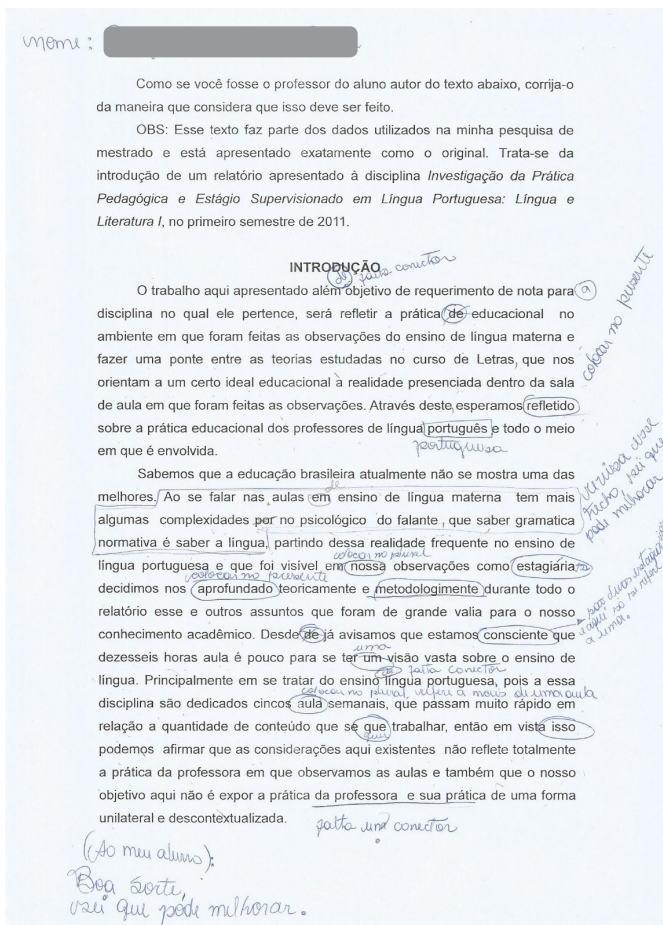 nome:
Como se você fosse o professor do aluno autor do texto abaixo, corrija-o
da maneira que considera que isso deve ser feito.
OBS: Esse texto faz parte dos dados utilizados na minha pesquisa de
mestrado e está apresentado exatamente como o original. Trata-se da
introdução de um relatório apresentado à disciplina Investigação da Prática
Pedagógica e Estágio Supervisionado em Língua Portuguesa: Língua e
Literatura I, no primeiro semestre de 2011.
INTRODUÇÃO
do falta conector
O trabalho aqui apresentado além objetivo de requerimento de nota para a
disciplina no qual ele pertence, será refletir a prática de educacional no
ambiente em que foram feitas as observações do ensino de língua materna e
fazer uma ponte entre as teorias estudadas no curso de Letras, que nos
orientam a um certo ideal educacional à realidade presenciada dentro da sala
de aula em que foram feitas as observações. Através deste, esperamos refletido
colocar no presente
sobre a prática educacional dos professores de língua português e todo o meio
portuguesa
em que é envolvida.
Sabemos que a educação brasileira atualmente não se mostra uma das
de
melhores. Ao se falar nas aulas em ensino de língua materna tem mais
algumas complexidades por no psicológico do falante , que saber gramatica
normativa é saber a língua, partindo dessa realidade frequente no ensino de
revisa esse
trecho sei que
pode melhorar
colocar no plural
língua portuguesa e que foi visível em nossa observações como estagiária
colocar no presente
decidimos nos aprofundado teoricamente e metodologimente durante todo o
relatório esse e outros assuntos que foram de grande valia para o nosso
são duas estagiárias
a uma.
conhecimento acadêmico. Desde de já avisamos que estamos consciente que
uma
dezesseis horas aula é pouco para se ter um visão vasta sobre o ensino de
falta conector
língua. Principalmente em se tratar do ensino língua portuguesa, pois a essa
colocar no plural, refere a mais de uma aula
disciplina são dedicados cincos aula semanais, que passam muito rápido em
relação a quantidade de conteúdo que se que trabalhar, então em vista isso
podemos afirmar que as considerações aqui existentes não reflete totalmente
a prática da professora em que observamos as aulas e também que o nosso
objetivo aqui não é expor a prática da professora e sua prática de uma forma
unilateral e descontextualizada.
falta um conector
(Ao meu aluno):
Boa sorte,
sei que pode melhorar.